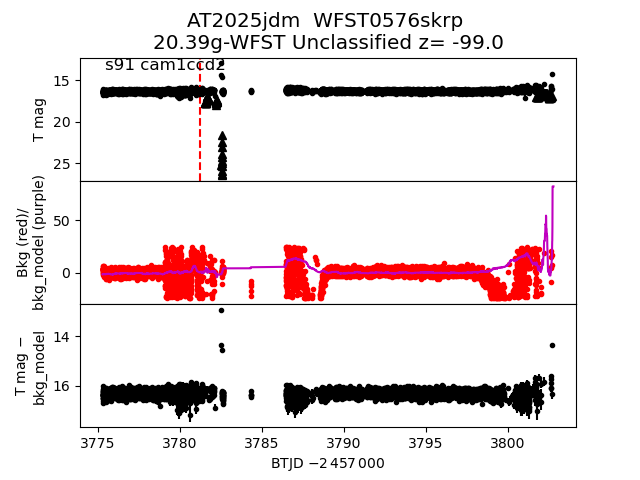 AT2025jdm  WFST0576skrp
20.39g-WFST Unclassified z= -99.0
s91 cam1ccd2
T mag
15
20
25
Bkg (red)/
bkg_model (purple)
50
0
T mag −
bkg_model
14
16
3775 3780 3785 3790 3795 3800
BTJD −2 457 000